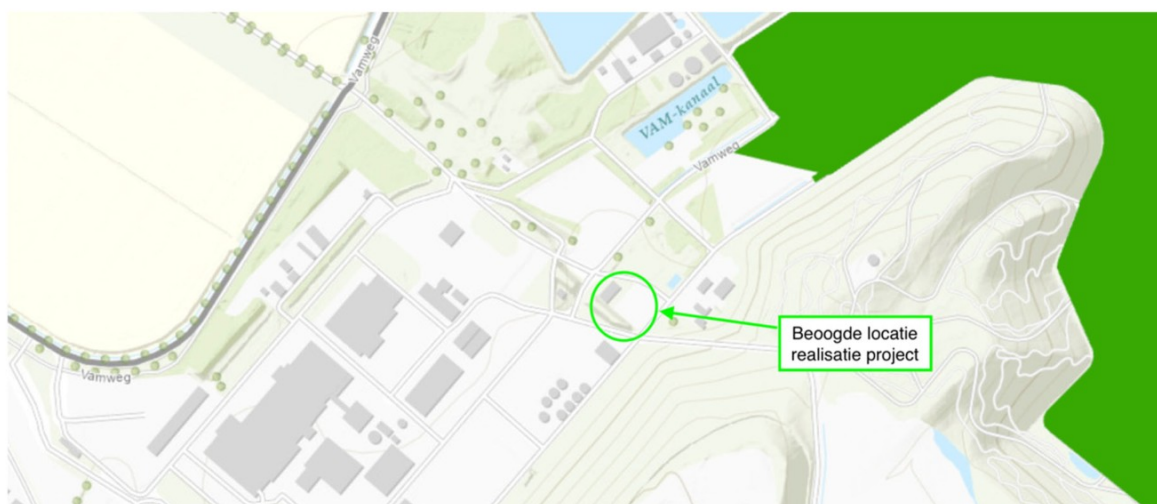 Vamweg
VAM-kanaal
Vamweg
Beoogde locatie
realisatie project
Vamweg